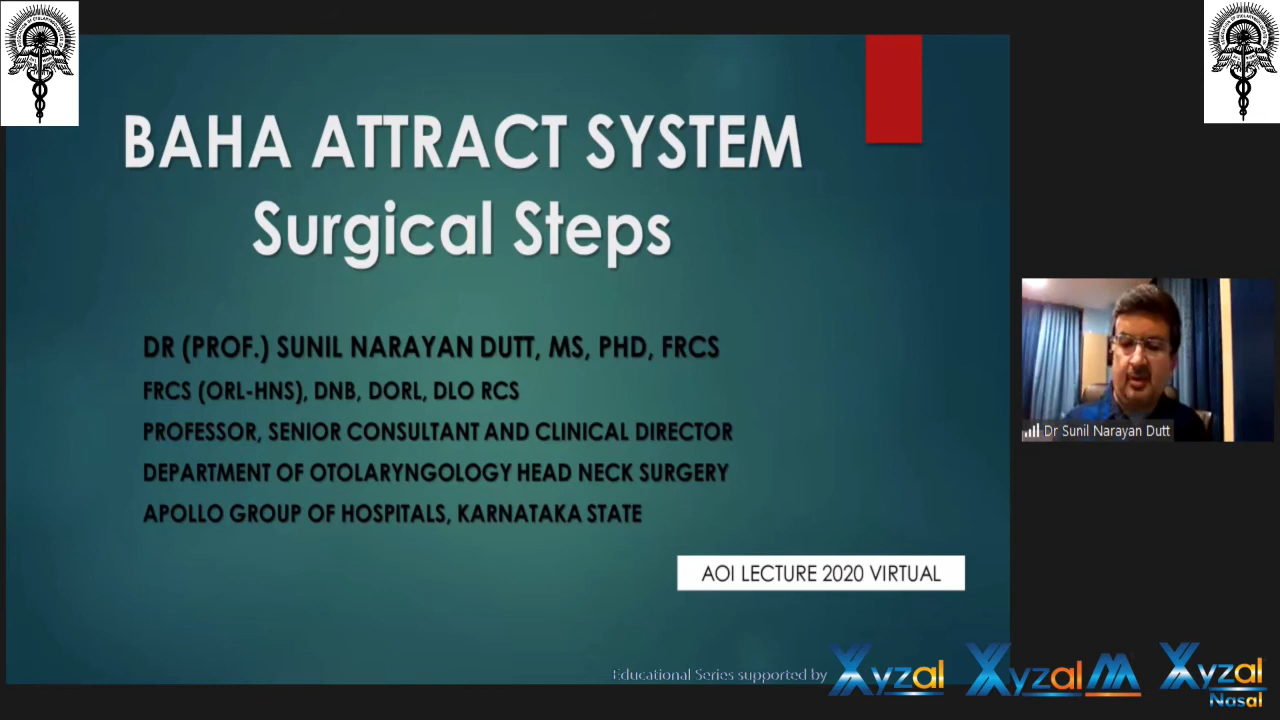 BAHA ATTRACT SYSTEM
Surgical Steps
DR (PROF.) SUNIL NARAYAN DUTT, MS, PHD, FRCS
FRCS (ORL-HNS), DNB, DORL, DLO RCS
PROFESSOR, SENIOR CONSULTANT AND CLINICAL DIRECTOR
DEPARTMENT OF OTOLARYNGOLOGY HEAD NECK SURGERY
APOLLO GROUP OF HOSPITALS, KARNATAKA STATE
AOI LECTURE 2020 VIRTUAL
Dr Sunil Narayan Dutt
Educational Series supported by
Xyzal
Xyzal M
Xyzal
Nasal